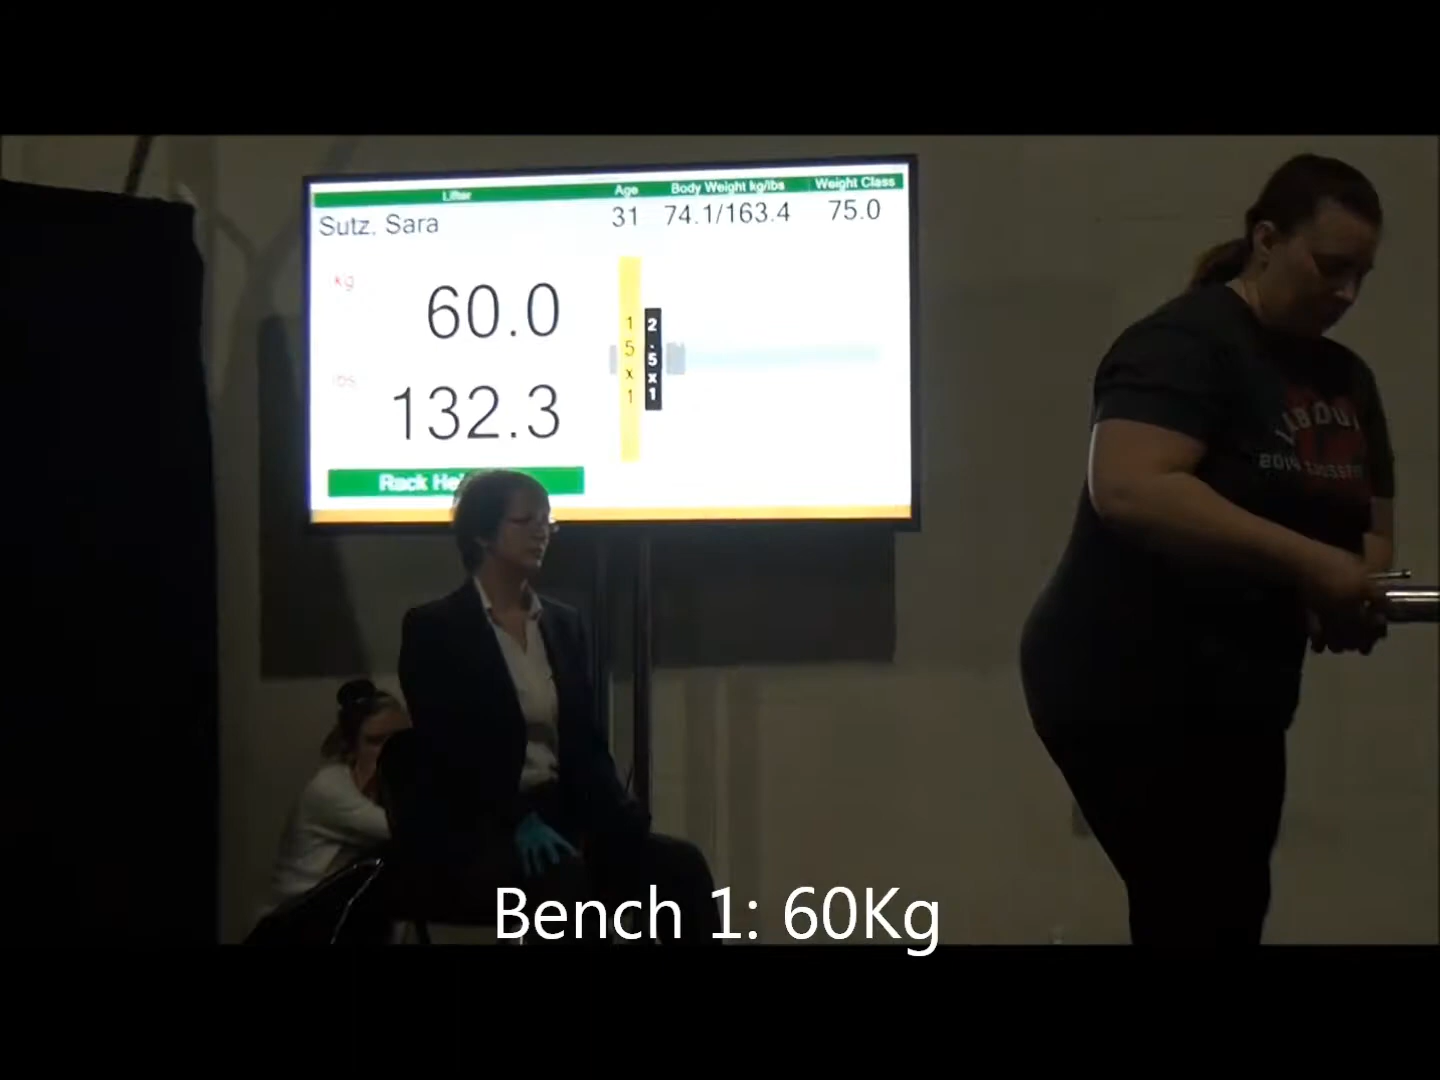 Lifter Age Body Weight kg/lbs Weight Class
Sutz, Sara 31 74.1/163.4 75.0
kg
60.0
lbs
132.3
15x1
2.5x1
Rack
Bench 1: 60Kg